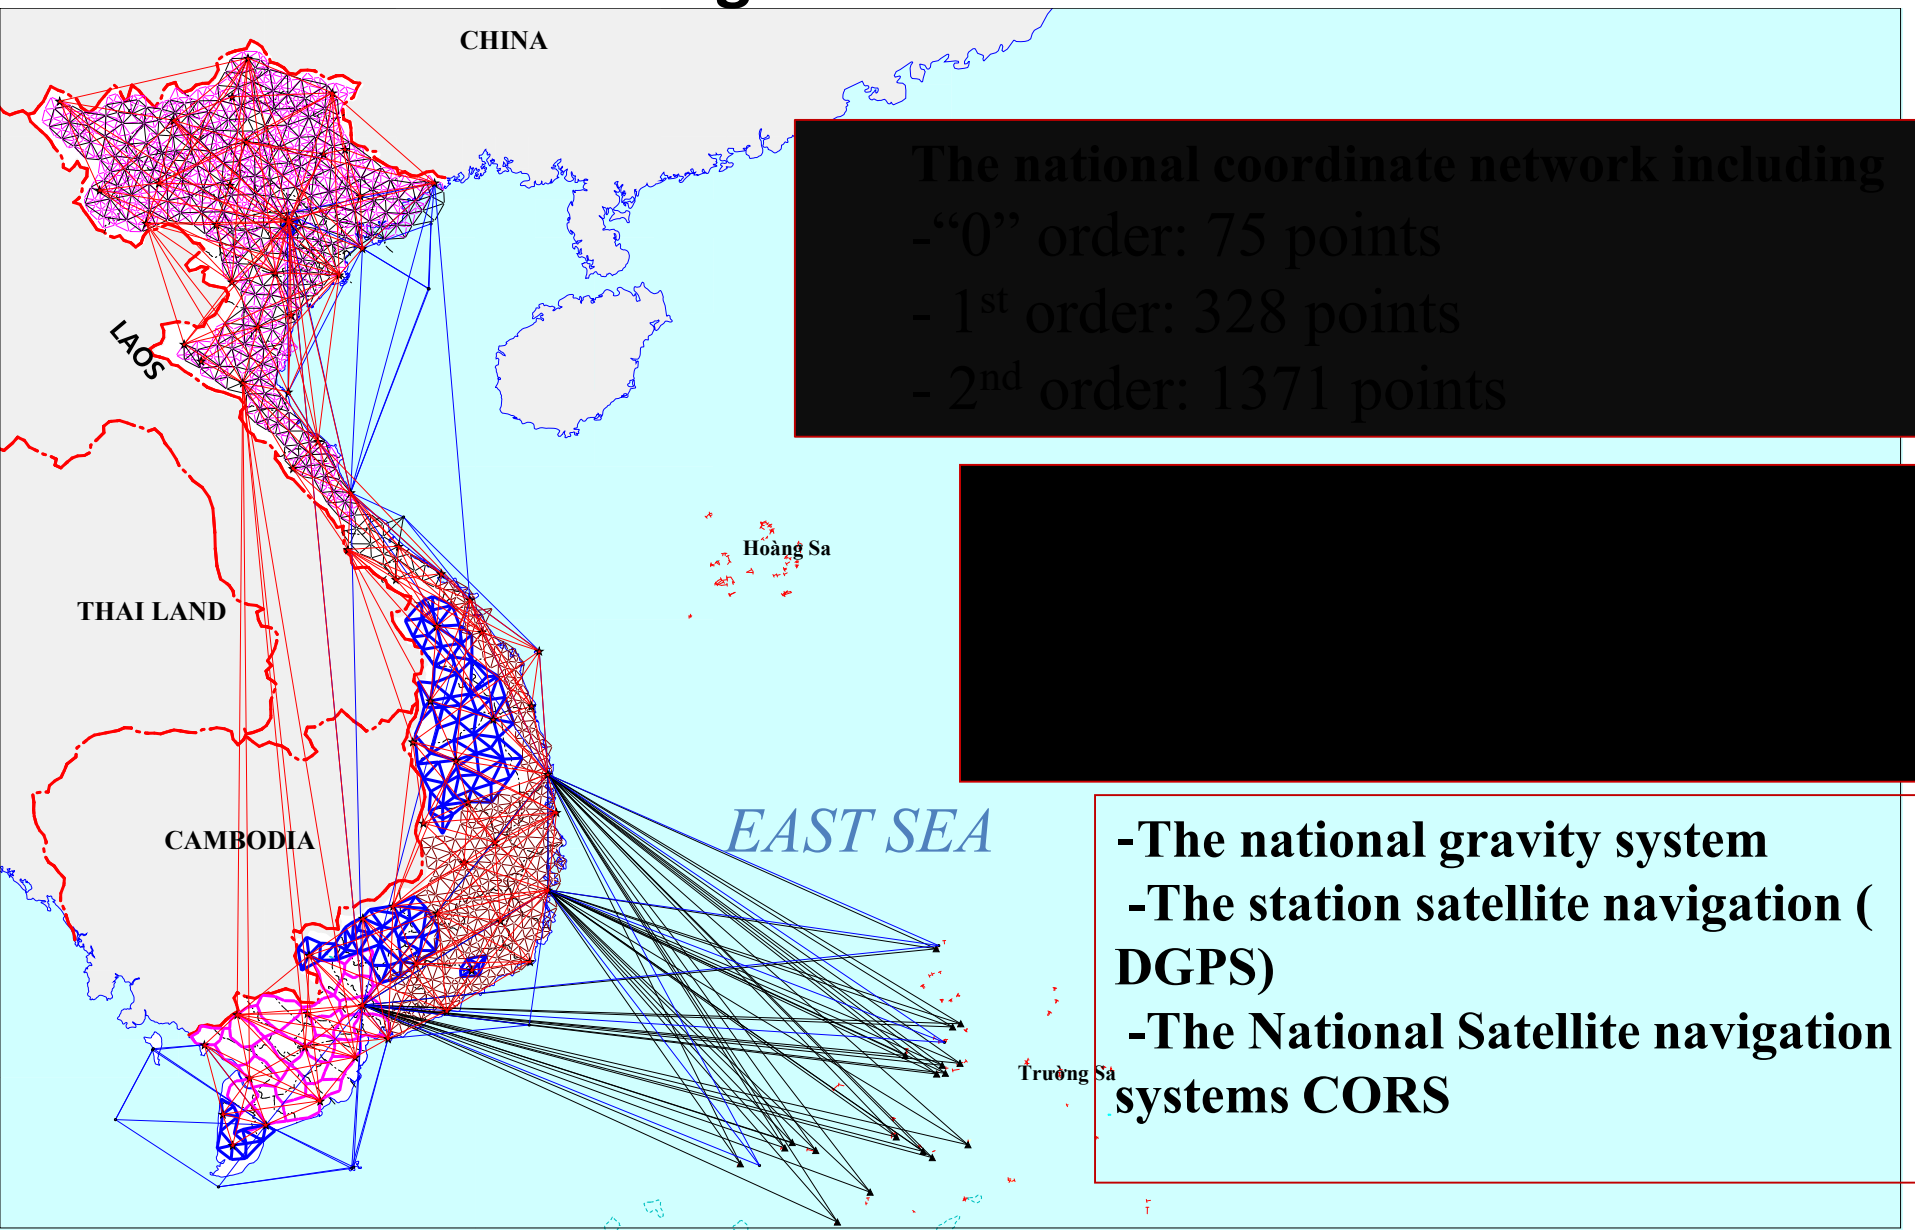 CHINA
The national coordinate network including
-“0” order: 75 points
- 1st order: 328 points
- 2nd order: 1371 points
LAOS
Hoàng Sa
THAI LAND
EAST SEA
CAMBODIA
-The national gravity system
-The station satellite navigation (
DGPS)
-The National Satellite navigation
systems CORS
Trường Sa